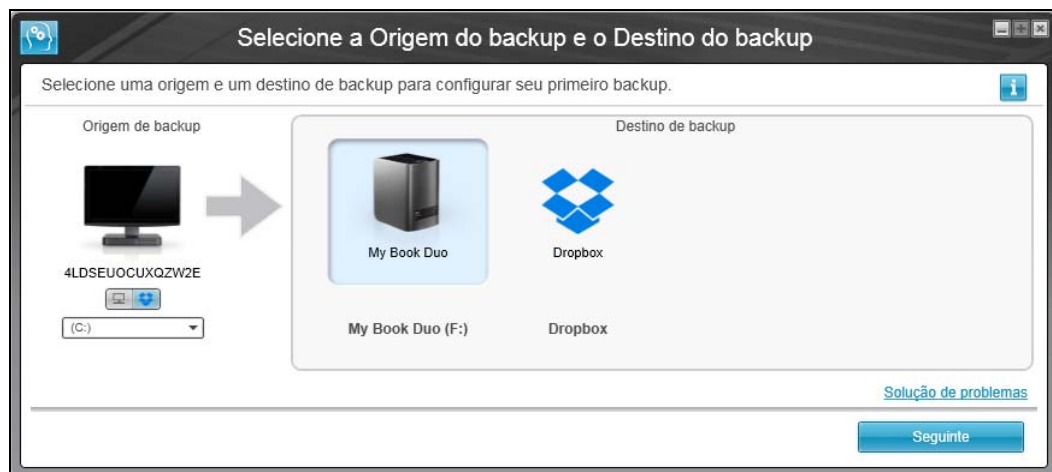 Selecione a Origem do backup e o Destino do backup
Selecione uma origem e um destino de backup para configurar seu primeiro backup.
Origem de backup
Destino de backup
4LDSEUOCUXQZW2E
(C:)
My Book Duo
Dropbox
My Book Duo (F:)
Dropbox
Solução de problemas
Seguinte